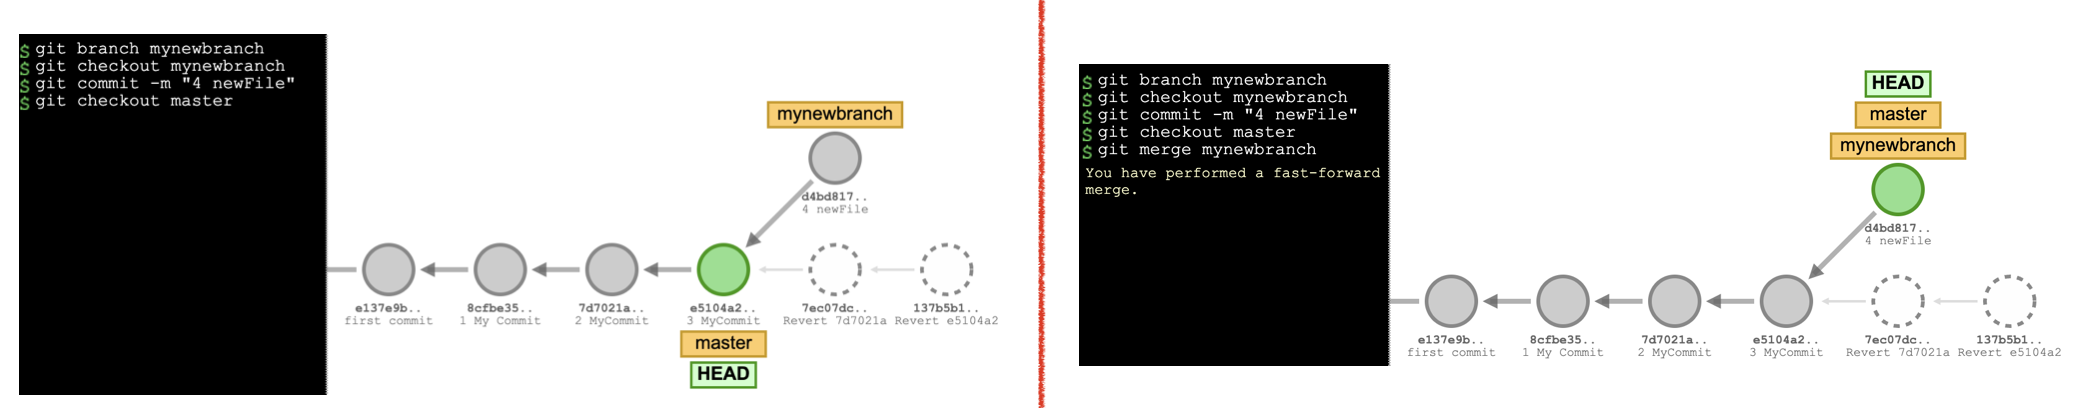 $ git branch mynewbranch
$ git checkout mynewbranch
$ git commit -m "4 newFile"
$ git checkout master
mynewbranch
d4bd817..
4 newFile
e137e9b..
first commit
8cfbe35..
1 My Commit
7d7021a..
2 MyCommit
e5104a2..
3 MyCommit
7ec07dc..
Revert 7d7021a
137b5b1..
Revert e5104a2
master
HEAD
$ git branch mynewbranch
$ git checkout mynewbranch
$ git commit -m "4 newFile"
$ git checkout master
$ git merge mynewbranch
You have performed a fast-forward
merge.
HEAD
master
mynewbranch
d4bd817..
4 newFile
e137e9b..
first commit
8cfbe35..
1 My Commit
7d7021a..
2 MyCommit
e5104a2..
3 MyCommit
7ec07dc..
Revert 7d7021a
137b5b1..
Revert e5104a2